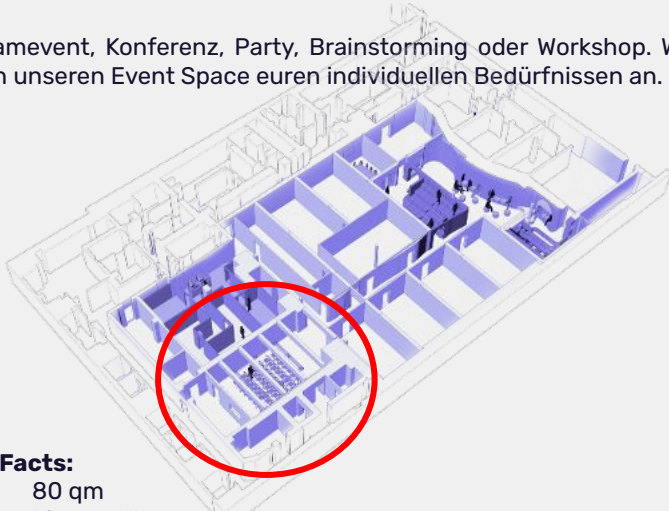 amevent, Konferenz, Party, Brainstorming oder Workshop. W
n unseren Event Space euren individuellen Bedürfnissen an.
Facts:
80 qm